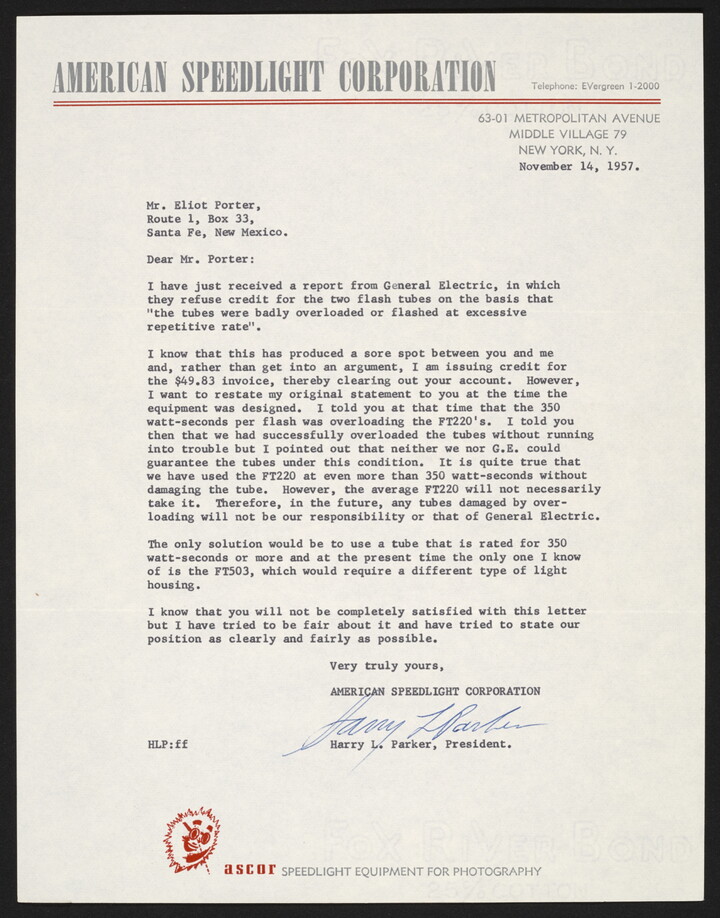 AMERICAN SPEEDLIGHT CORPORATION
Telephone: EVergreen 1-2000
63-01 METROPOLITAN AVENUE
MIDDLE VILLAGE 79
NEW YORK, N. Y.
November 14, 1957.
Mr. Eliot Porter,
Route 1, Box 33,
Santa Fe, New Mexico.
Dear Mr. Porter:
I have just received a report from General Electric, in which
they refuse credit for the two flash tubes on the basis that
"the tubes were badly overloaded or flashed at excessive
repetitive rate".
I know that this has produced a sore spot between you and me
and, rather than get into an argument, I am issuing credit for
the $49.83 invoice, thereby clearing out your account.  However,
I want to restate my original statement to you at the time the
equipment was designed.  I told you at that time that the 350
watt-seconds per flash was overloading the FT220's.  I told you
then that we had successfully overloaded the tubes without running
into trouble but I pointed out that neither we nor G.E. could
guarantee the tubes under this condition.  It is quite true that
we have used the FT220 at even more than 350 watt-seconds without
damaging the tube.  However, the average FT220 will not necessarily
take it.  Therefore, in the future, any tubes damaged by over-
loading will not be our responsibility or that of General Electric.
The only solution would be to use a tube that is rated for 350
watt-seconds or more and at the present time the only one I know
of is the FT503, which would require a different type of light
housing.
I know that you will not be completely satisfied with this letter
but I have tried to be fair about it and have tried to state our
position as clearly and fairly as possible.
Very truly yours,
AMERICAN SPEEDLIGHT CORPORATION
Harry L Parker
HLP:ff
Harry L. Parker, President.
ascor SPEEDLIGHT EQUIPMENT FOR PHOTOGRAPHY
FOX RIVER BOND
25% COTTON